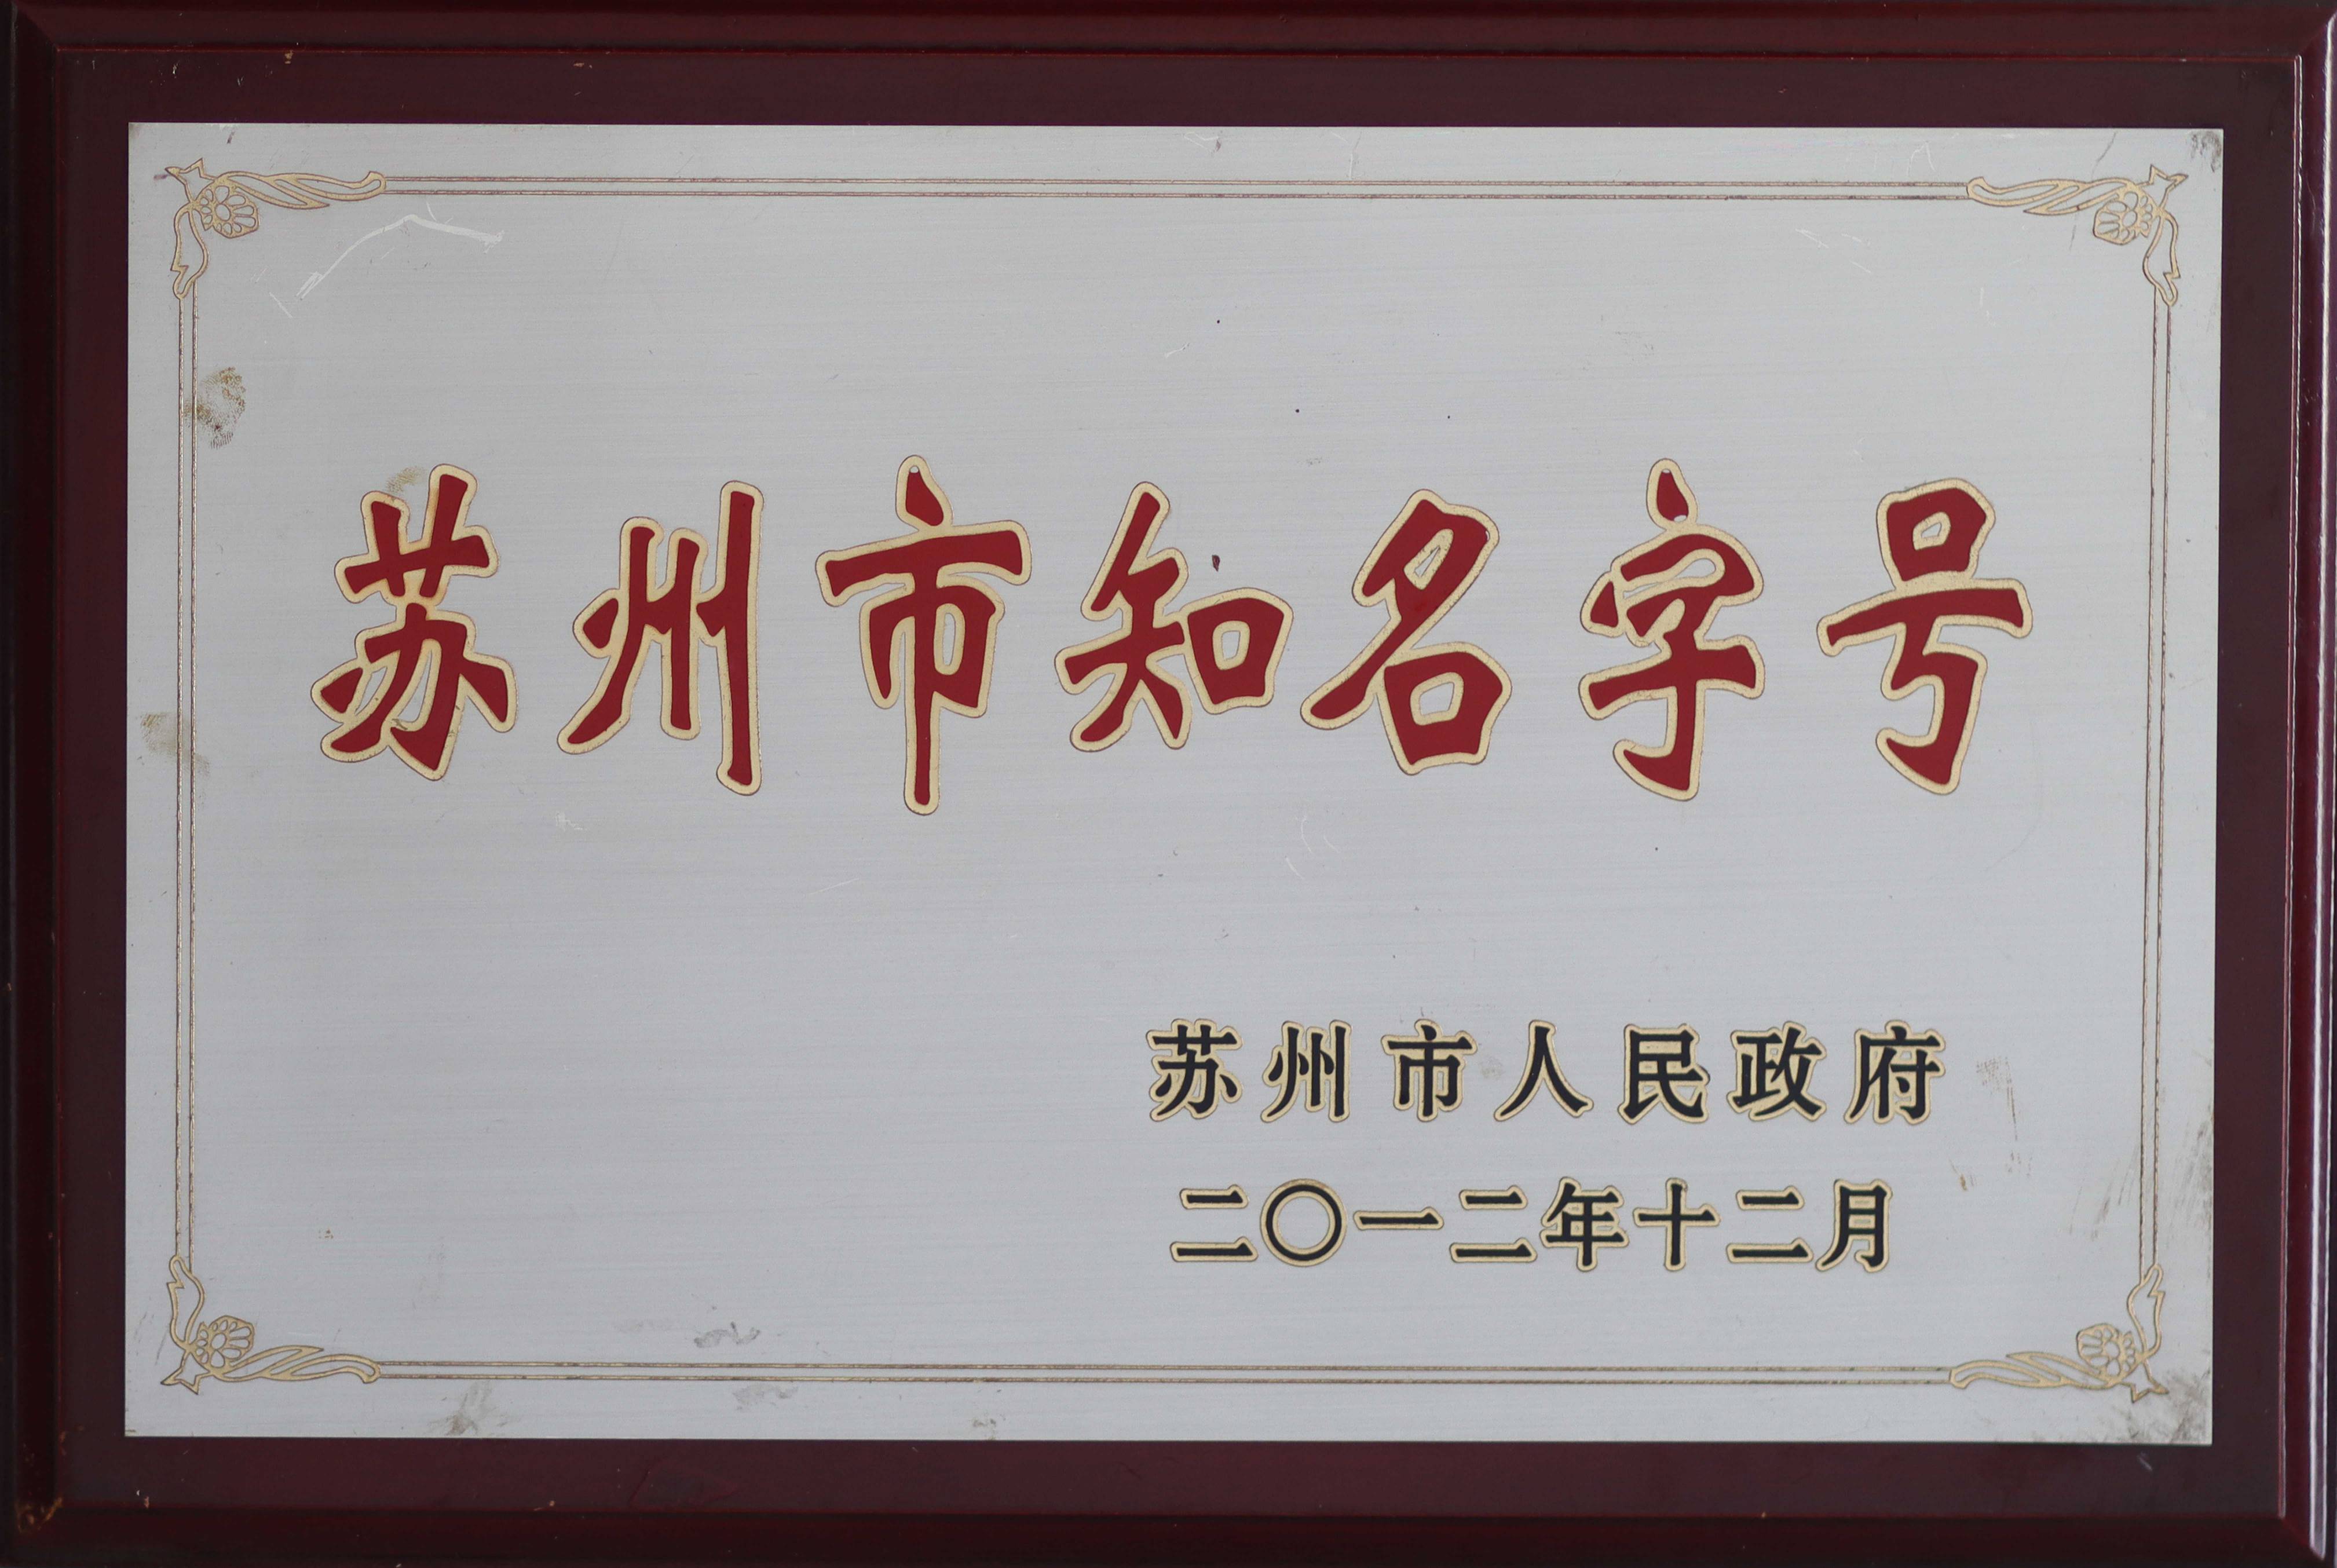 苏州市知名字号
苏州市人民政府
二〇一二年十二月